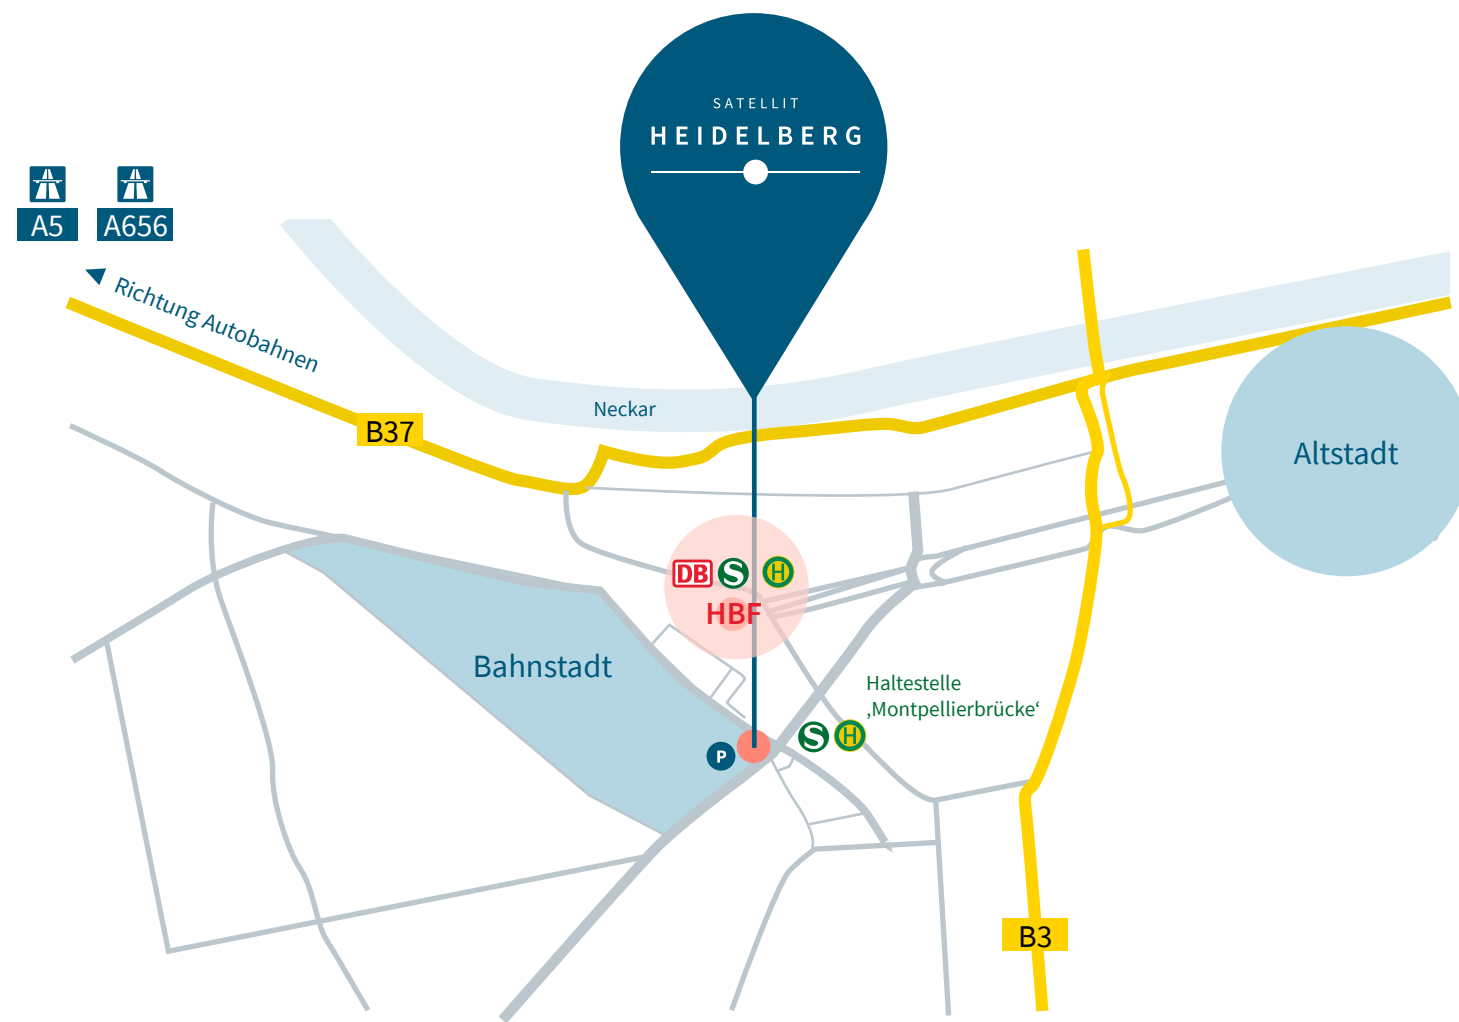 SATELLIT
HEIDELBERG
A5
A656
Richtung Autobahnen
B37
Neckar
Altstadt
DB
S
H
HBF
Bahnstadt
Haltestelle
‚Montpellierbrücke‘
P
S
H
B3